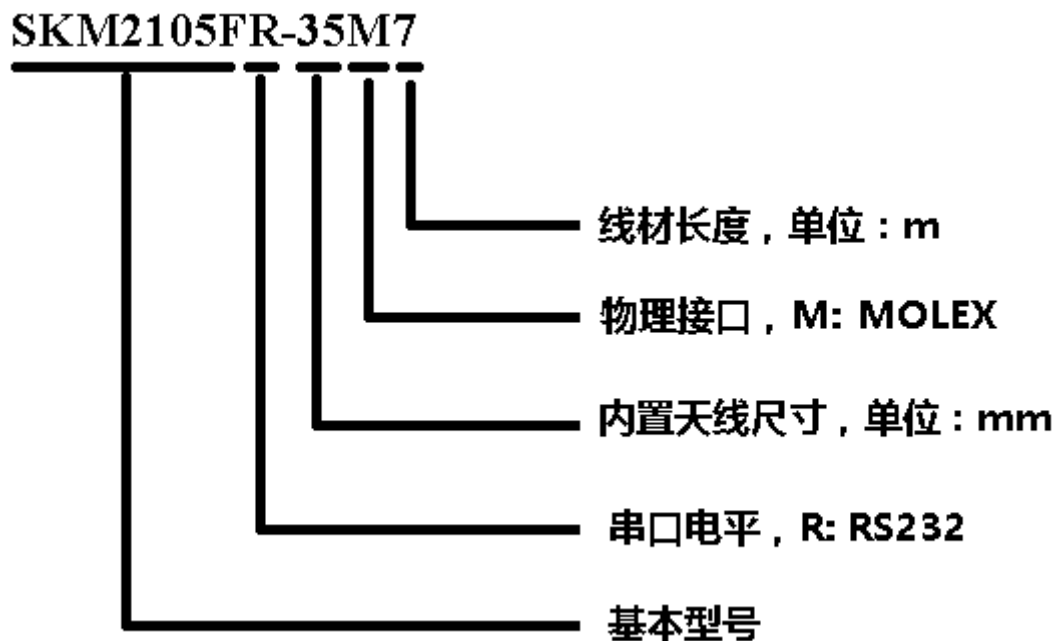 SKM2105FR-35M7
线材长度，单位：m
物理接口，M: MOLEX
内置天线尺寸，单位：mm
串口电平，R: RS232
基本型号